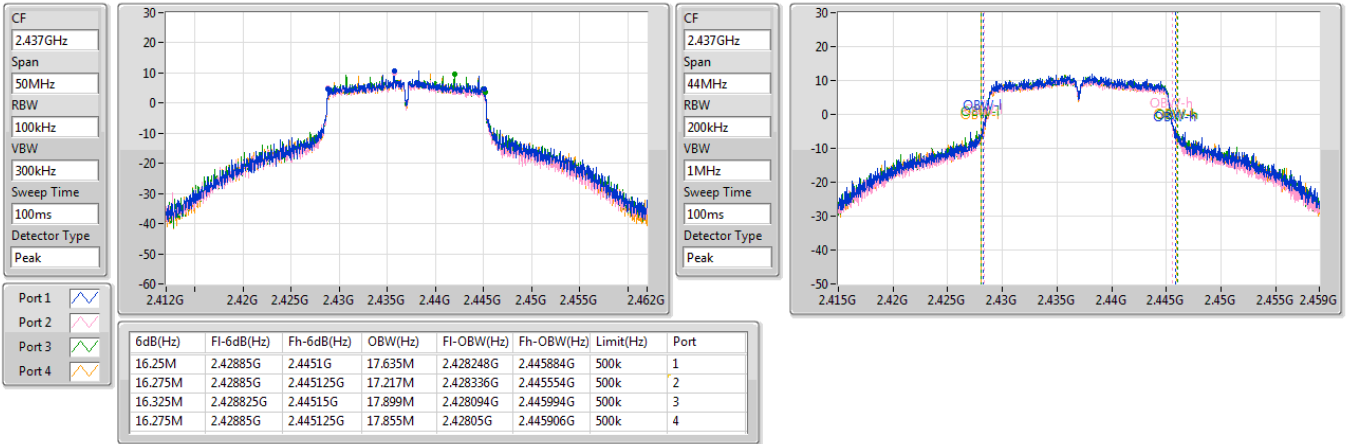 CF
2.437GHz
Span
50MHz
RBW
100kHz
VBW
300kHz
Sweep Time
100ms
Detector Type
Peak
Port 1
Port 2
Port 3
Port 4
30-
20-
10-
0-
-10-
-20-
-30-
-40-
-50-
-60-
2.412G 2.42G 2.425G 2.43G 2.435G 2.44G 2.445G 2.45G 2.455G 2.462G
CF
2.437GHz
Span
44MHz
RBW
200kHz
VBW
1MHz
Sweep Time
100ms
Detector Type
Peak
30-
20-
10-
0-
-10-
-20-
-30-
-40-
-50-
OBW-l
OBW-h
OBW-h
2.415G 2.42G 2.425G 2.43G 2.435G 2.44G 2.445G 2.45G 2.455G 2.459G
6dB(Hz) Fl-6dB(Hz) Fh-6dB(Hz) OBW(Hz) Fl-OBW(Hz) Fh-OBW(Hz) Limit(Hz) Port
16.25M 2.42885G 2.4451G 17.635M 2.428248G 2.445884G 500k 1
16.275M 2.42885G 2.445125G 17.217M 2.428336G 2.445554G 500k 2
16.325M 2.428825G 2.44515G 17.899M 2.428094G 2.445994G 500k 3
16.275M 2.42885G 2.445125G 17.855M 2.42805G 2.445906G 500k 4